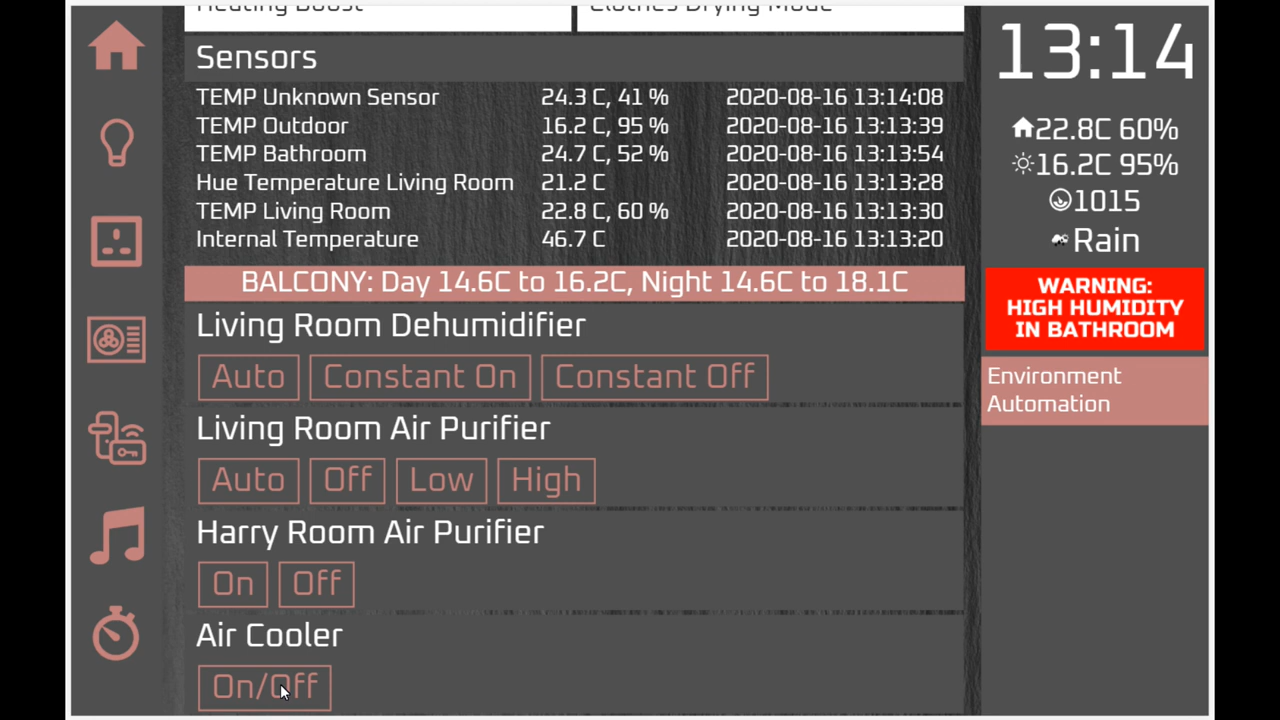 Heating Boost
Clothes Drying Mode
Sensors
TEMP Unknown Sensor 24.3 C, 41 % 2020-08-16 13:14:08
TEMP Outdoor 16.2 C, 95 % 2020-08-16 13:13:39
TEMP Bathroom 24.7 C, 52 % 2020-08-16 13:13:54
Hue Temperature Living Room 21.2 C 2020-08-16 13:13:28
TEMP Living Room 22.8 C, 60 % 2020-08-16 13:13:30
Internal Temperature 46.7 C 2020-08-16 13:13:20
BALCONY: Day 14.6C to 16.2C, Night 14.6C to 18.1C
Living Room Dehumidifier
Auto Constant On Constant Off
Living Room Air Purifier
Auto Off Low High
Harry Room Air Purifier
On Off
Air Cooler
On/Off
13:14
22.8C 60%
16.2C 95%
1015
Rain
WARNING:
HIGH HUMIDITY
IN BATHROOM
Environment
Automation